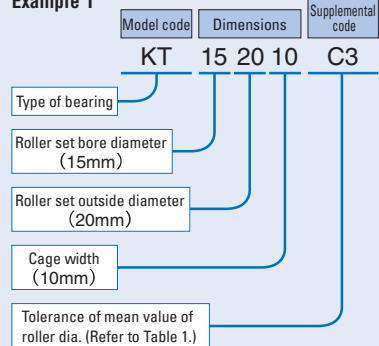 Example 1
Model code
Dimensions
Supplemental
code
KT 15 20 10 C3
Type of bearing
Roller set bore diameter
（15mm）
Roller set outside diameter
（20mm）
Cage width
（10mm）
Tolerance of mean value of
roller dia. (Refer to Table 1.)